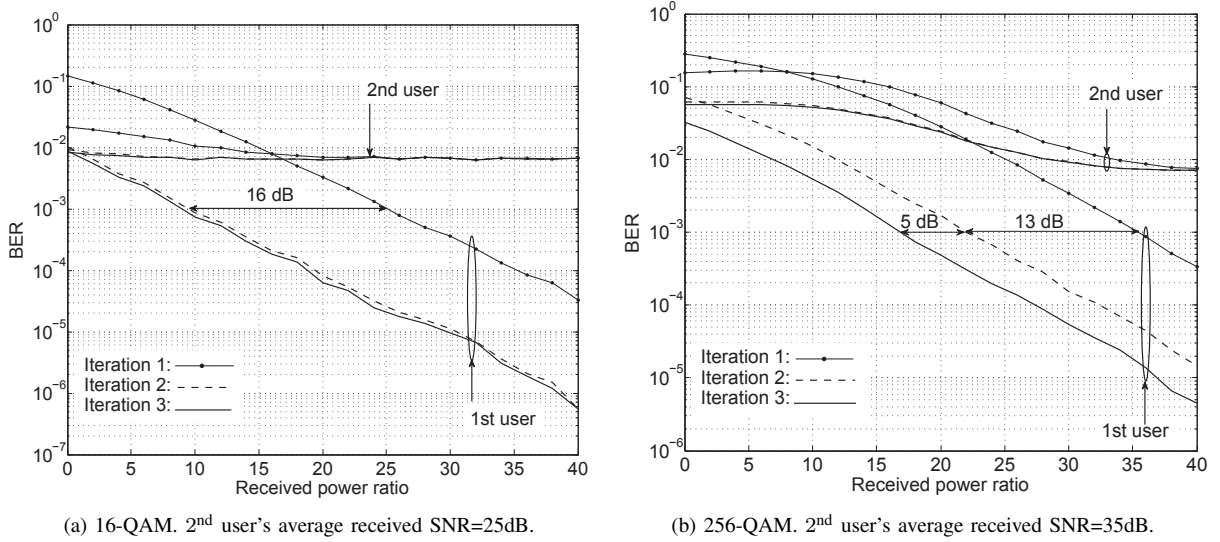 10^0
10^-1
10^-2
10^-3
10^-4
10^-5
10^-6
10^-7
BER
2nd user
16 dB
Iteration 1:
Iteration 2:
Iteration 3:
1st user
0 5 10 15 20 25 30 35 40
Received power ratio
(a) 16-QAM. 2nd user's average received SNR=25dB.
10^0
10^-1
10^-2
10^-3
10^-4
10^-5
10^-6
BER
2nd user
5 dB 13 dB
Iteration 1:
Iteration 2:
Iteration 3:
1st user
0 5 10 15 20 25 30 35 40
Received power ratio
(b) 256-QAM. 2nd user's average received SNR=35dB.